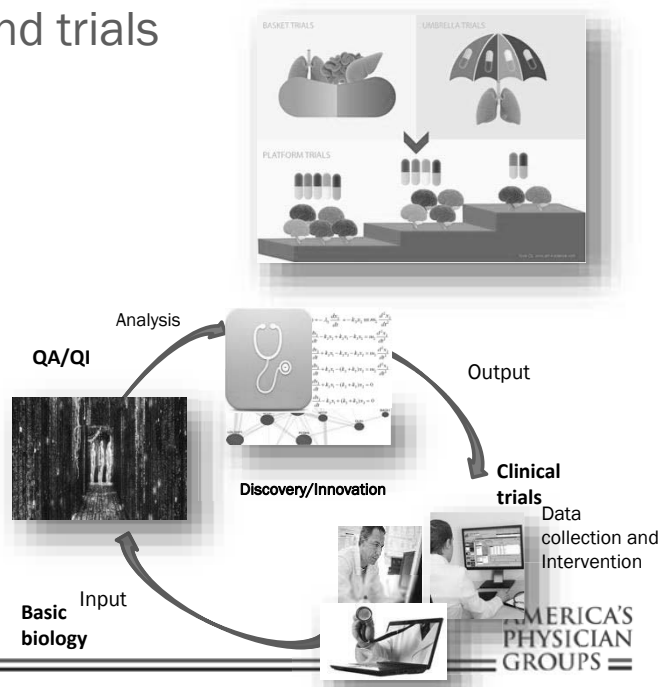 nd trials
BASKET TRIALS
UMBRELLA TRIALS
PLATFORM TRIALS
Analysis
QA/QI
Output
Discovery/Innovation
Clinical
trials
Data
collection and
Intervention
Input
Basic
biology
AMERICA'S
PHYSICIAN
GROUPS